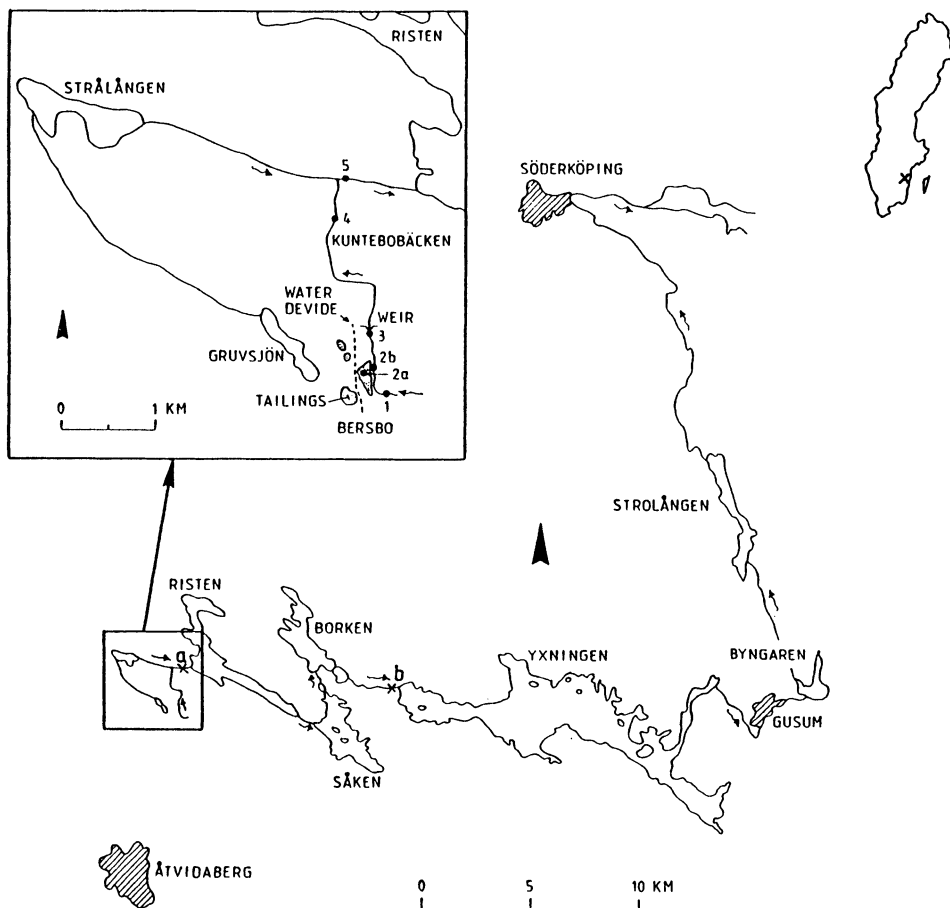 RISTEN
STRÅLÅNGEN
5
4
KUNTEBOBÄCKEN
WATER
DEVIDE
WEIR
3
GRUVSJÖN
2b
2a
TAILINGS
1
0 1 KM
BERSBO
SÖDERKÖPING
STROLÅNGEN
RISTEN
BORKEN
a
b
YXNINGEN
BYNGAREN
GUSUM
SÅKEN
ÅTVIDABERG
0 5 10 KM